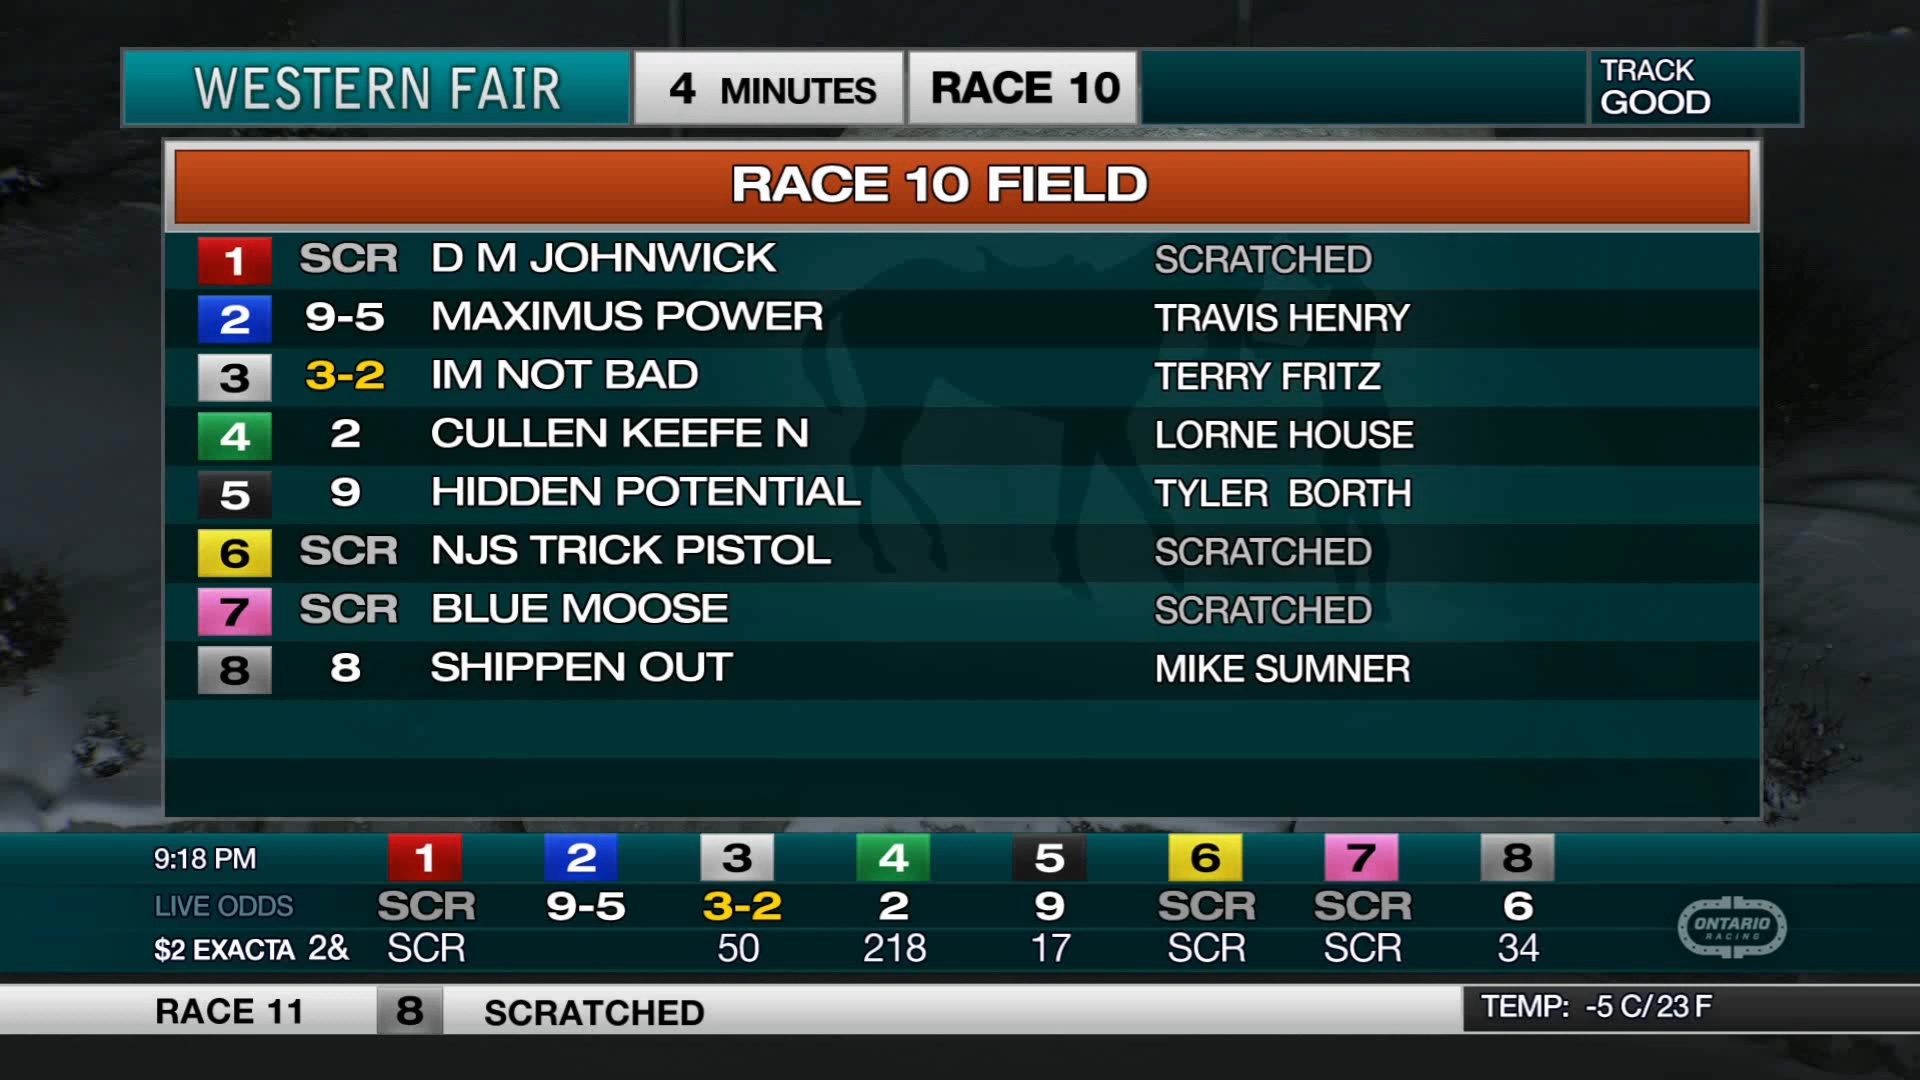 WESTERN FAIR 4 MINUTES RACE 10 TRACK GOOD
RACE 10 FIELD
1 SCR D M JOHNWICK SCRATCHED
2 9-5 MAXIMUS POWER TRAVIS HENRY
3 3-2 IM NOT BAD TERRY FRITZ
4 2 CULLEN KEEFE N LORNE HOUSE
5 9 HIDDEN POTENTIAL TYLER BORTH
6 SCR NJS TRICK PISTOL SCRATCHED
7 SCR BLUE MOOSE SCRATCHED
8 8 SHIPPEN OUT MIKE SUMNER
9:18 PM 1 2 3 4 5 6 7 8
LIVE ODDS SCR 9-5 3-2 2 9 SCR SCR 6
$2 EXACTA 2& SCR 50 218 17 SCR SCR 34
ONTARIO
RACING
RACE 11 8 SCRATCHED TEMP: -5 C/23 F